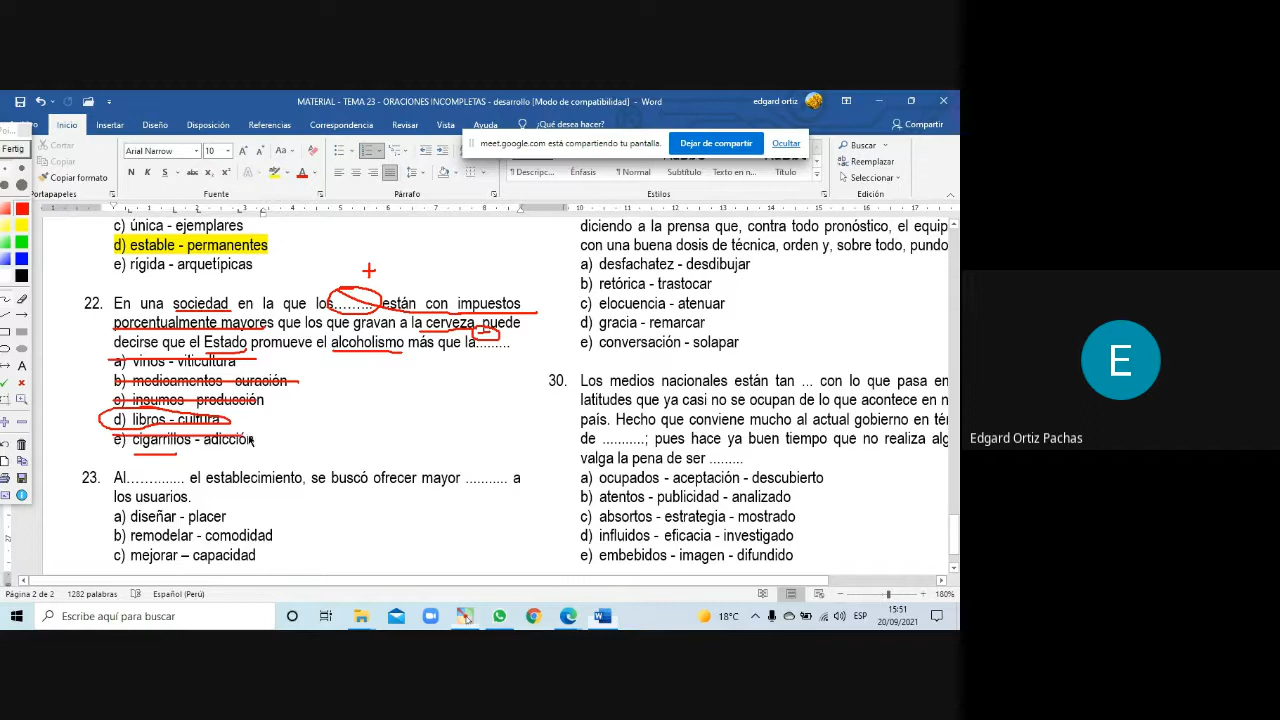 MATERIAL - TEMA 23 - ORACIONES INCOMPLETAS - desarrollo [Modo de compatibilidad] - Word
edgard ortiz
Inicio Insertar Diseño Disposición Referencias Correspondencia Revisar Vista Ayuda ¿Qué desea hacer?
Compartir
meet.google.com está compartiendo tu pantalla. Dejar de compartir Ocultar
Fertig
Cortar
Copiar
Copiar formato
Portapapeles
Arial Narrow 10
Fuente
Párrafo
¶ Descripc... Énfasis ¶ Normal Subtítulo Texto en n... Título
Estilos
Buscar
Reemplazar
Seleccionar
Edición
c) única - ejemplares
d) estable - permanentes
e) rígida - arquetípicas
+
22. En una sociedad en la que los........ están con impuestos
porcentualmente mayores que los que gravan a la cerveza, puede
decirse que el Estado promueve el alcoholismo más que la.........
a) vinos - viticultura
b) medicamentos - curación
c) insumos - producción
d) libros - cultura
e) cigarrillos - adicción
23. Al............. el establecimiento, se buscó ofrecer mayor .......... a
los usuarios.
a) diseñar - placer
b) remodelar - comodidad
c) mejorar – capacidad
diciendo a la prensa que, contra todo pronóstico, el equip
con una buena dosis de técnica, orden y, sobre todo, pundo
a) desfachatez - desdibujar
b) retórica - trastocar
c) elocuencia - atenuar
d) gracia - remarcar
e) conversación - solapar
30. Los medios nacionales están tan ... con lo que pasa en
latitudes que ya casi no se ocupan de lo que acontece en n
país. Hecho que conviene mucho al actual gobierno en tér
de ..........; pues hace ya buen tiempo que no realiza alg
valga la pena de ser .........
a) ocupados - aceptación - descubierto
b) atentos - publicidad - analizado
c) absortos - estrategia - mostrado
d) influidos - eficacia - investigado
e) embebidos - imagen - difundido
Página 2 de 2 1282 palabras Español (Perú) 180%
Escribe aquí para buscar
18°C
ESP
15:51
20/09/2021
E
Edgard Ortiz Pachas